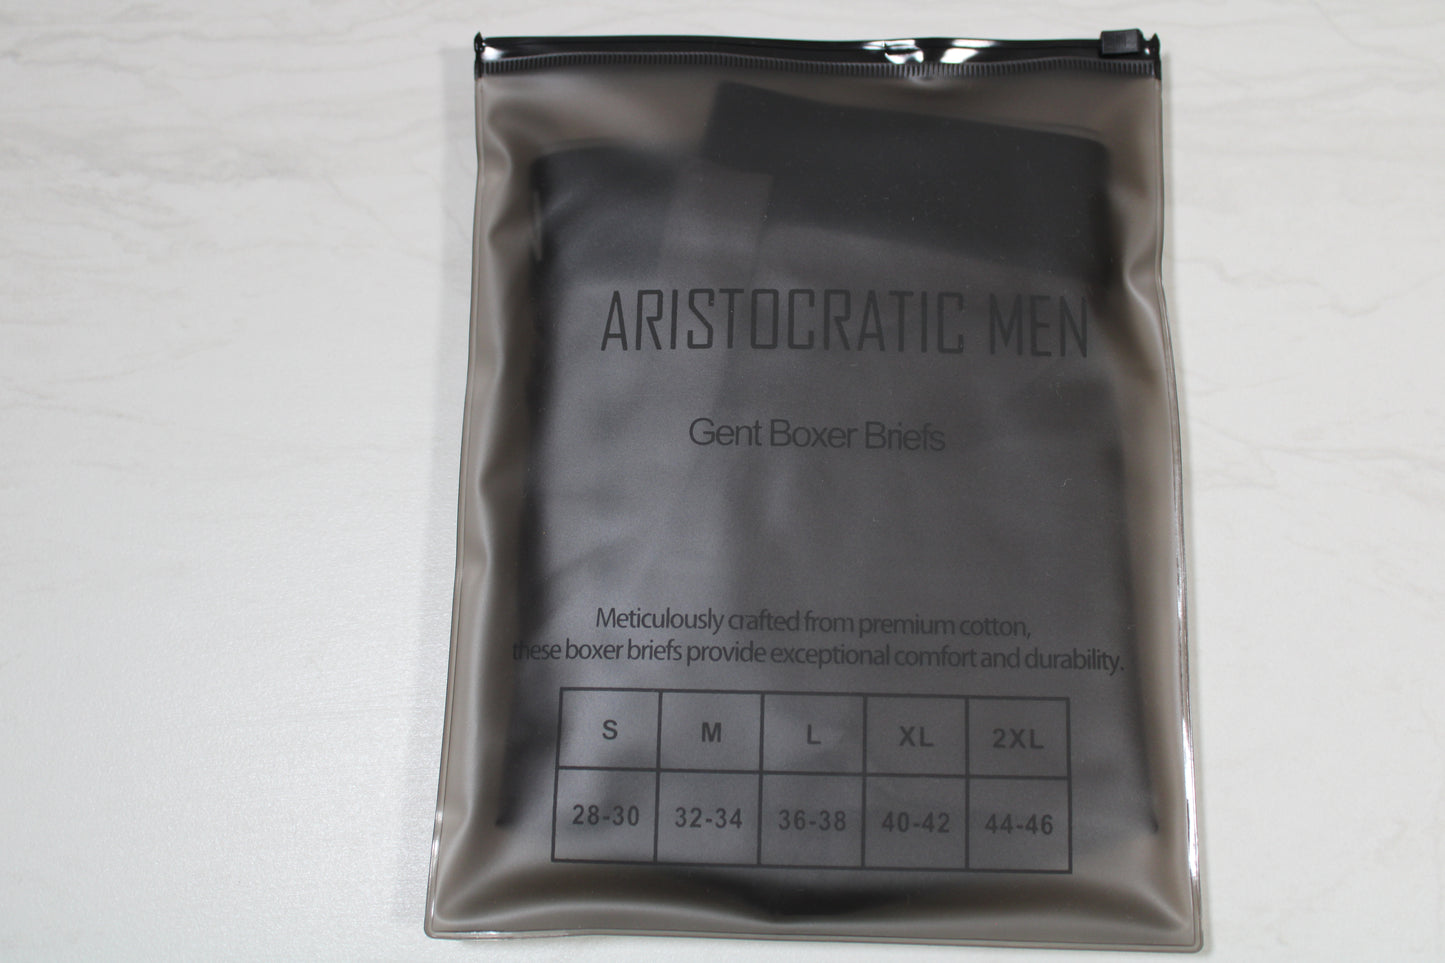 ARISTOCRATIC MEN
Gent Boxer Briefs
Meticulously crafted from premium cotton,
these boxer briefs provide exceptional comfort and durability.
S M L XL 2XL
28-30 32-34 36-38 40-42 44-46